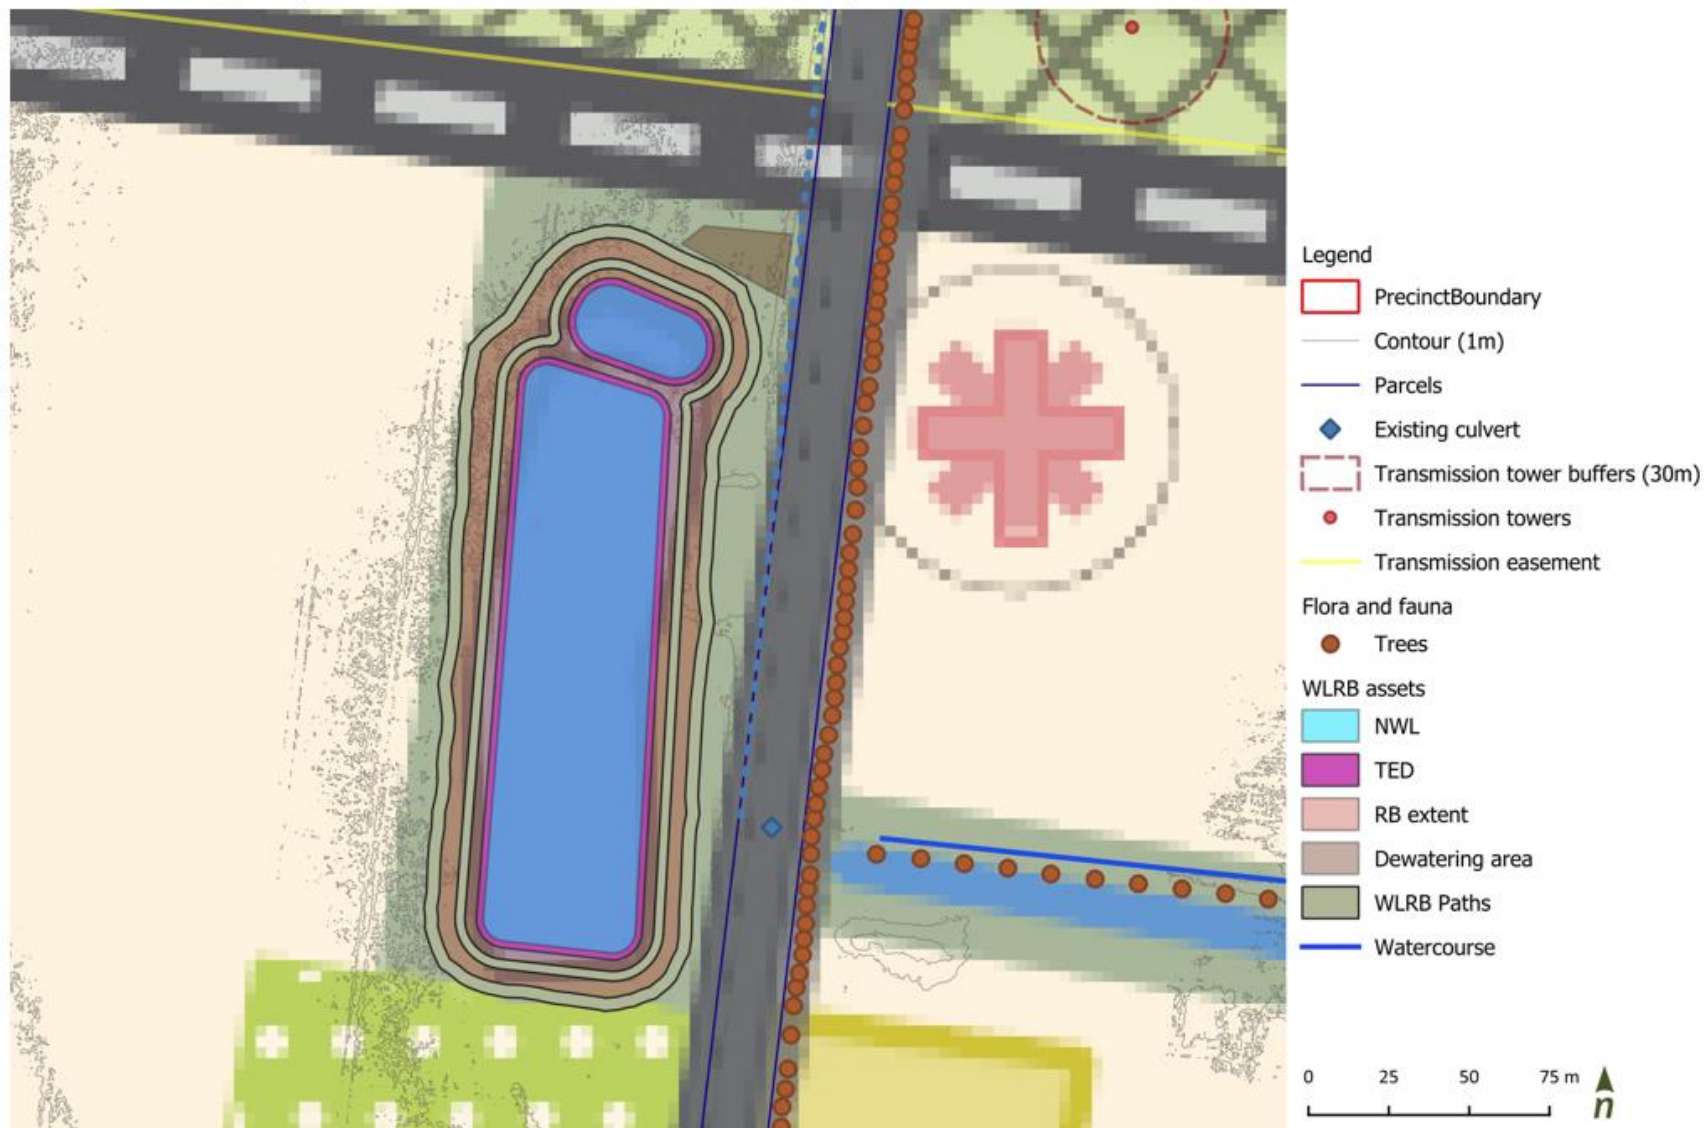 Legend
PrecinctBoundary
Contour (1m)
Parcels
Existing culvert
Transmission tower buffers (30m)
Transmission towers
Transmission easement
Flora and fauna
Trees
WLRB assets
NWL
TED
RB extent
Dewatering area
WLRB Paths
Watercourse
0 25 50 75 m
n